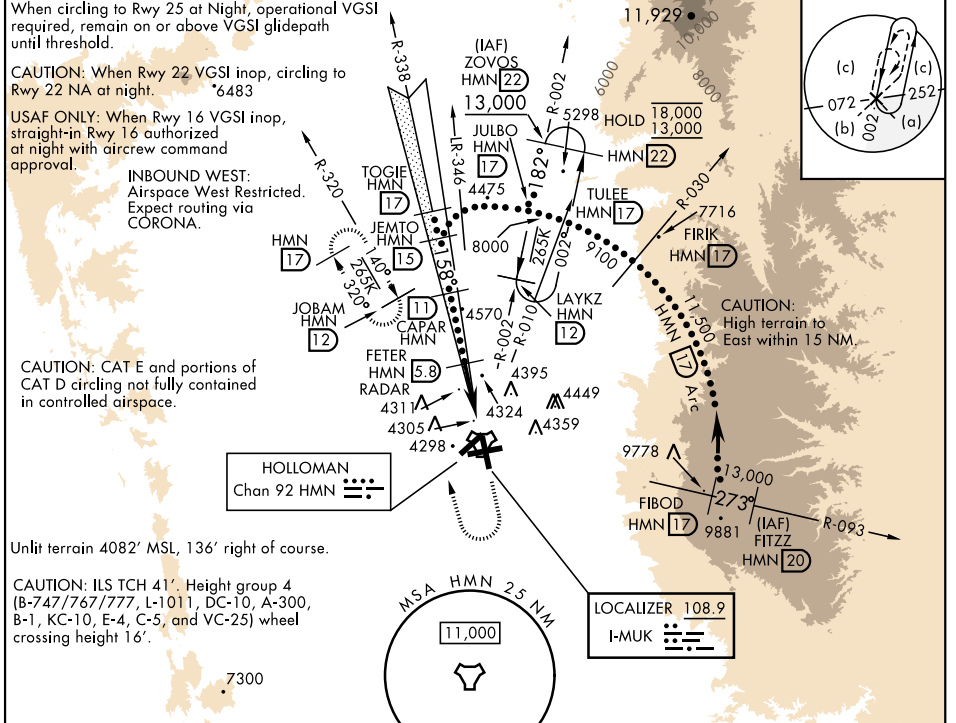 When circling to Rwy 25 at Night, operational VGSI
required, remain on or above VGSI glidepath
until threshold.
CAUTION: When Rwy 22 VGSI inop, circling to
Rwy 22 NA at night.
6483
USAF ONLY: When Rwy 16 VGSI inop,
straight-in Rwy 16 authorized
at night with aircrew command
approval.
INBOUND WEST:
Airspace West Restricted.
Expect routing via
CORONA.
R-338
R-346
R-320
(IAF)
ZOVOS
HMN 22
13,000
R-002
5298
HOLD 18,000
13,000
HMN 22
11,929
10,000
6000
8000
(c)
(c)
072
252
(b)
(a)
002
JULBO
HMN
17
4475
182°
TOGIE
HMN
17
JEMTO
HMN
15
158°
8000
TULEE
HMN 17
265K
002°
9100
R-030
7716
FIRIK
HMN 17
HMN
17
140°
265K
320°
JOBAM
HMN
12
11
CAPAR
HMN
4570
LAYKZ
HMN
12
R-002
R-010
11,500
HMN 17 Arc
CAUTION:
High terrain to
East within 15 NM.
CAUTION: CAT E and portions of
CAT D circling not fully contained
in controlled airspace.
FETER
HMN 5.8
RADAR
4395
4311
4324
4449
4305
4359
4298
HOLLOMAN
Chan 92 HMN
9778
13,000
273°
FIBOD
HMN 17
9881
(IAF)
FITZZ
HMN 20
R-093
Unlit terrain 4082' MSL, 136' right of course.
CAUTION: ILS TCH 41'. Height group 4
(B-747/767/777, L-1011, DC-10, A-300,
B-1, KC-10, E-4, C-5, and VC-25) wheel
crossing height 16'.
MSA HMN 25 NM
11,000
LOCALIZER 108.9
I-MUK
7300